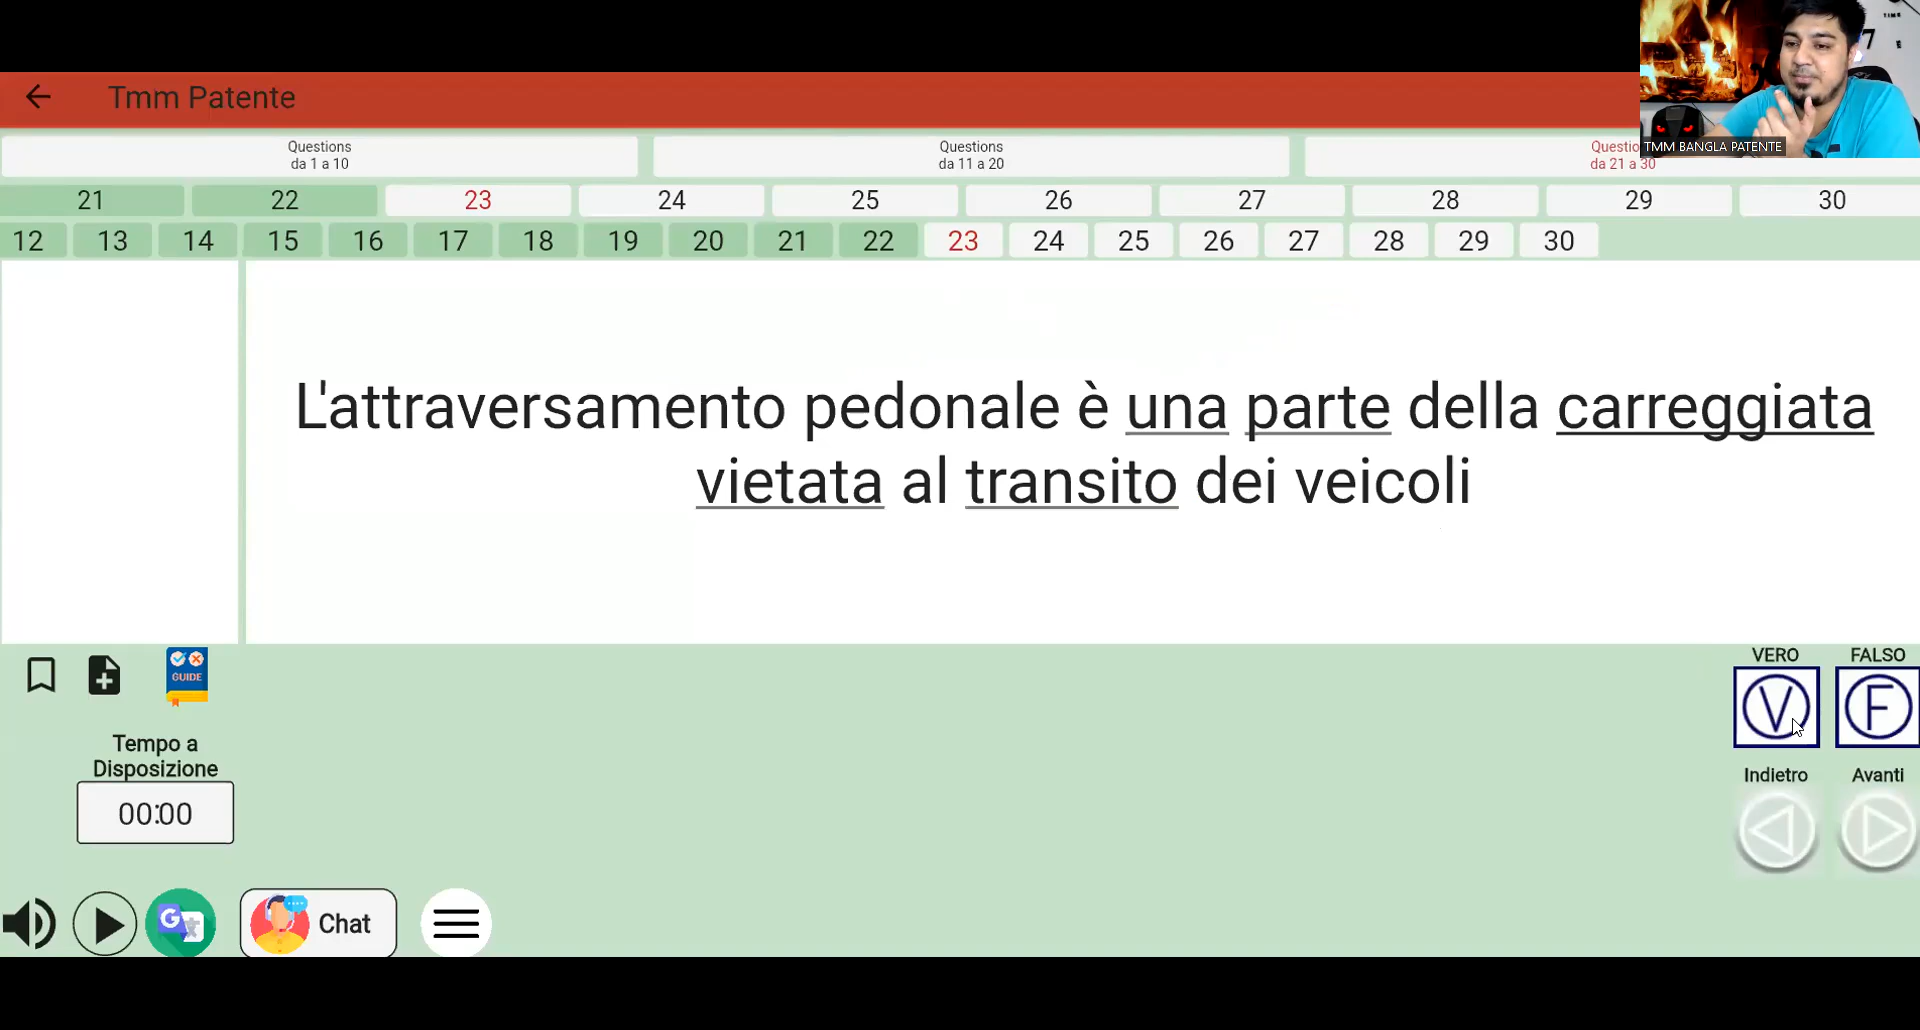 Tmm Patente
TIME
7
TMM BANGLA PATENTE
Questions
da 1 a 10
Questions
da 11 a 20
da 21 a 30
21 22 23 24 25 26 27 28 29 30
12 13 14 15 16 17 18 19 20 21 22 23 24 25 26 27 28 29 30
L'attraversamento pedonale è una parte della carreggiata
vietata al transito dei veicoli
GUIDE
VERO FALSO
V F
Tempo a
Disposizione
00:00
Indietro Avanti
G
Chat